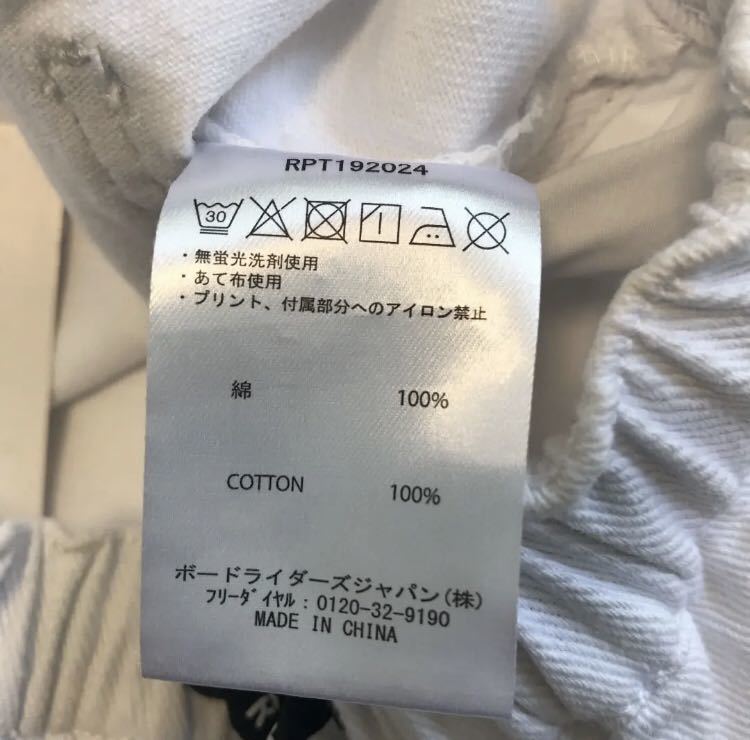 RPT192024
30
・無蛍光洗剤使用
・あて布使用
・プリント、付属部分へのアイロン禁止
綿 100%
COTTON 100%
ボードライダーズジャパン(株)
フリーダイヤル:0120-32-9190
MADE IN CHINA
R